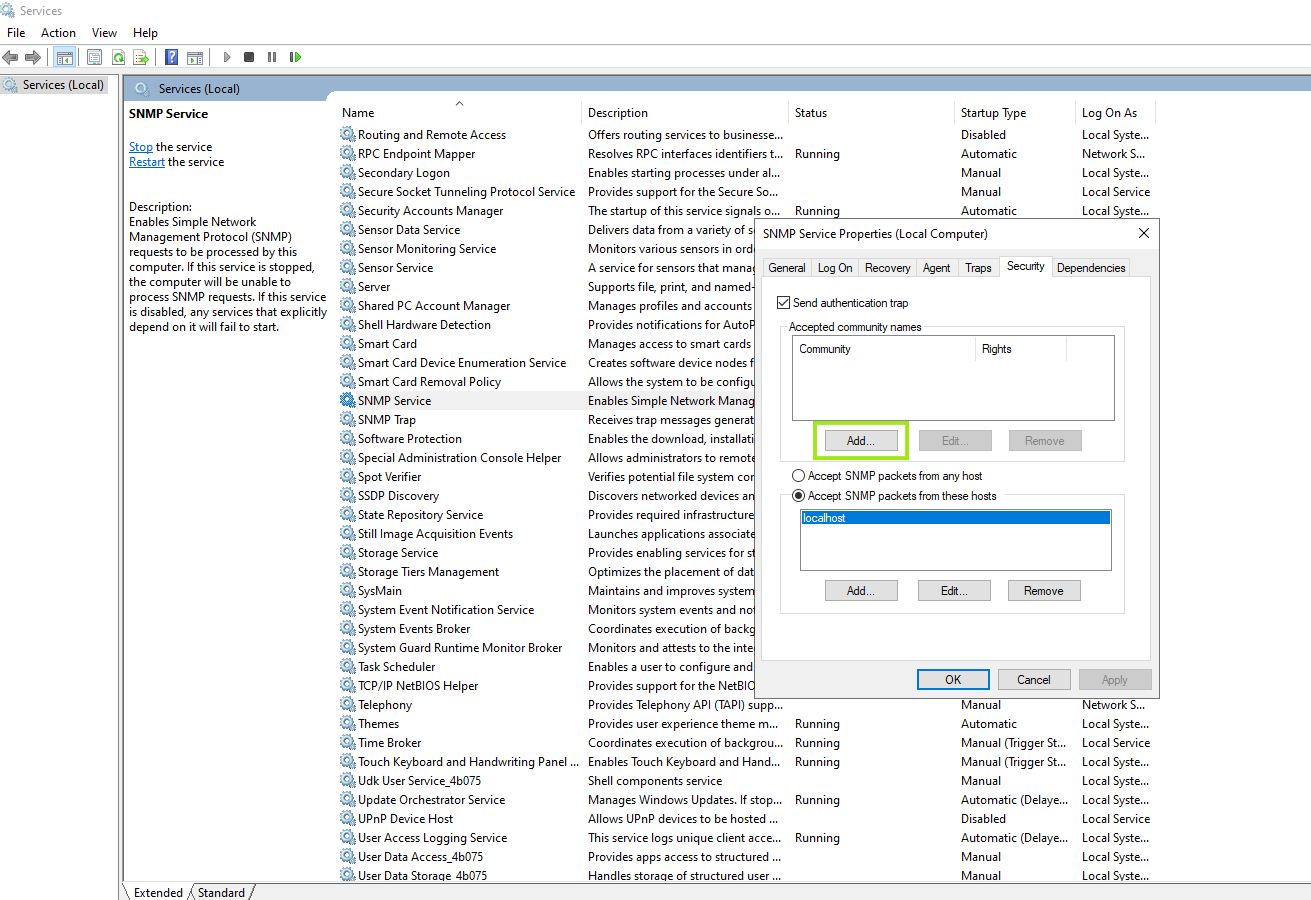 Services
File Action View Help
Services (Local)
Services (Local)
SNMP Service
Stop the service
Restart the service
Description:
Enables Simple Network
Management Protocol (SNMP)
requests to be processed by this
computer. If this service is stopped,
the computer will be unable to
process SNMP requests. If this service
is disabled, any services that explicitly
depend on it will fail to start.
Name Description Status Startup Type Log On As
Routing and Remote Access Offers routing services to businesse... Disabled Local Syste...
RPC Endpoint Mapper Resolves RPC interfaces identifiers t... Running Automatic Network S...
Secondary Logon Enables starting processes under al... Manual Local Syste...
Secure Socket Tunneling Protocol Service Provides support for the Secure So... Manual Local Service
Security Accounts Manager The startup of this service signals o... Running Automatic Local Syste...
Sensor Data Service Delivers data from a variety of s
Sensor Monitoring Service Monitors various sensors in ord
Sensor Service A service for sensors that mana
Server Supports file, print, and named-
Shared PC Account Manager Manages profiles and accounts
Shell Hardware Detection Provides notifications for AutoP
Smart Card Manages access to smart cards
Smart Card Device Enumeration Service Creates software device nodes f
Smart Card Removal Policy Allows the system to be configu
SNMP Service Enables Simple Network Manag
SNMP Trap Receives trap messages generat
Software Protection Enables the download, installati
Special Administration Console Helper Allows administrators to remote
Spot Verifier Verifies potential file system cor
SSDP Discovery Discovers networked devices an
State Repository Service Provides required infrastructure
Still Image Acquisition Events Launches applications associate
Storage Service Provides enabling services for st
Storage Tiers Management Optimizes the placement of dat
SysMain Maintains and improves system
System Event Notification Service Monitors system events and not
System Events Broker Coordinates execution of backg
System Guard Runtime Monitor Broker Monitors and attests to the inte
Task Scheduler Enables a user to configure and
TCP/IP NetBIOS Helper Provides support for the NetBIO
Telephony Provides Telephony API (TAPI) supp... Manual Network S...
Themes Provides user experience theme m... Running Automatic Local Syste...
Time Broker Coordinates execution of backgrou... Running Manual (Trigger St... Local Service
Touch Keyboard and Handwriting Panel ... Enables Touch Keyboard and Hand... Running Manual (Trigger St... Local Syste...
Udk User Service_4b075 Shell components service Manual Local Syste...
Update Orchestrator Service Manages Windows Updates. If stop... Running Automatic (Delaye... Local Syste...
UPnP Device Host Allows UPnP devices to be hosted ... Disabled Local Service
User Access Logging Service This service logs unique client acce... Running Automatic (Delaye... Local Syste...
User Data Access_4b075 Provides apps access to structured ... Manual Local Syste...
User Data Storage_4b075 Handles storage of structured user ... Manual Local Syste...
SNMP Service Properties (Local Computer)
General Log On Recovery Agent Traps Security Dependencies
Send authentication trap
Accepted community names
Community Rights
Add... Edit... Remove
Accept SNMP packets from any host
Accept SNMP packets from these hosts
localhost
Add... Edit... Remove
OK Cancel Apply
Extended Standard